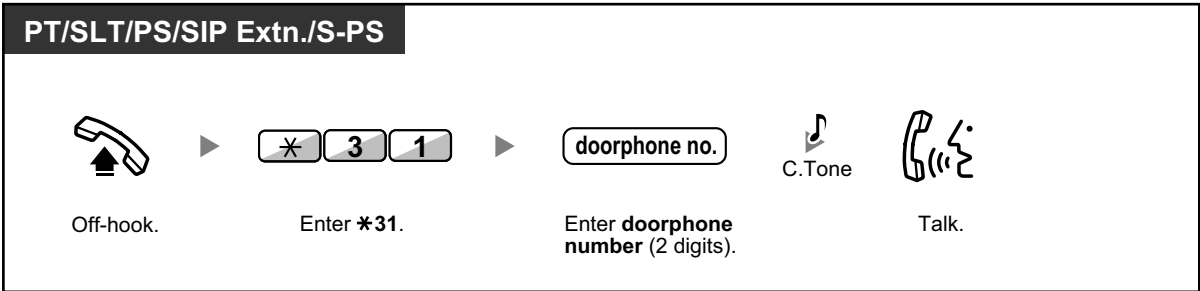 PT/SLT/PS/SIP Extn./S-PS
✳ 3 1
doorphone no.
C.Tone
Off-hook.
Enter ✳31.
Enter doorphone
number (2 digits).
Talk.